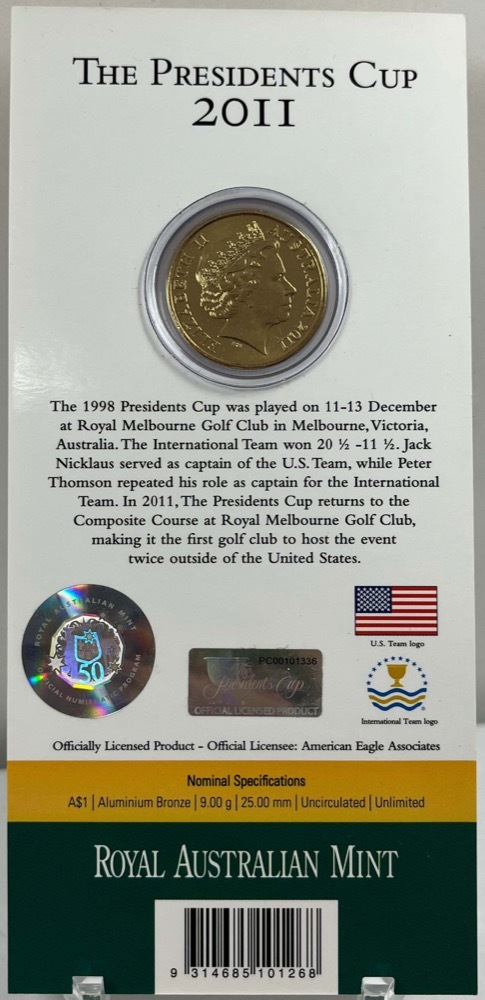 THE PRESIDENTS CUP
2011
ELIZABETH II AUSTRALIA 2011
The 1998 Presidents Cup was played on 11-13 December
at Royal Melbourne Golf Club in Melbourne, Victoria,
Australia. The International Team won 20 ½ -11 ½. Jack
Nicklaus served as captain of the U.S. Team, while Peter
Thomson repeated his role as captain for the International
Team. In 2011, The Presidents Cup returns to the
Composite Course at Royal Melbourne Golf Club,
making it the first golf club to host the event
twice outside of the United States.
ROYAL AUSTRALIAN MINT
50
OFFICIAL NUMISMATIC PROGRAM
PC00101336
Presidents Cup
OFFICIAL LICENSED PRODUCT
U.S. Team logo
International Team logo
Officially Licensed Product - Official Licensee: American Eagle Associates
Nominal Specifications
A$1 | Aluminium Bronze | 9.00 g | 25.00 mm | Uncirculated | Unlimited
ROYAL AUSTRALIAN MINT
9 314685 101268